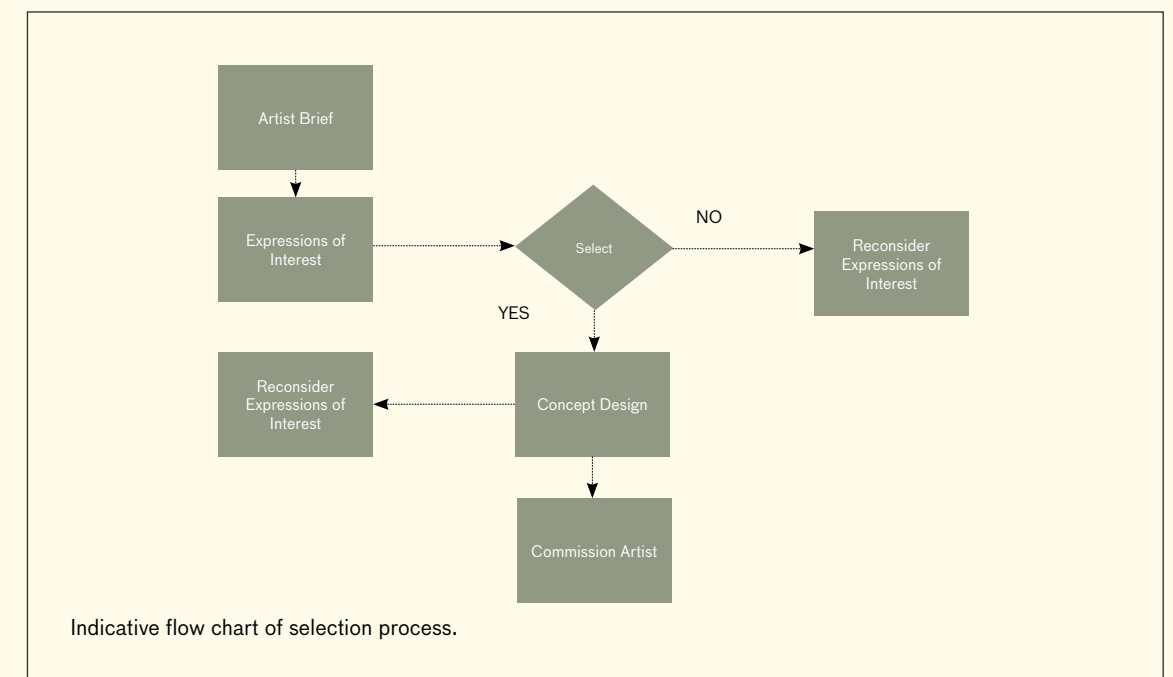 Artist Brief
Expressions of
Interest
Select
NO
Reconsider
Expressions of
Interest
YES
Reconsider
Expressions of
Interest
Concept Design
Commission Artist
Indicative flow chart of selection process.